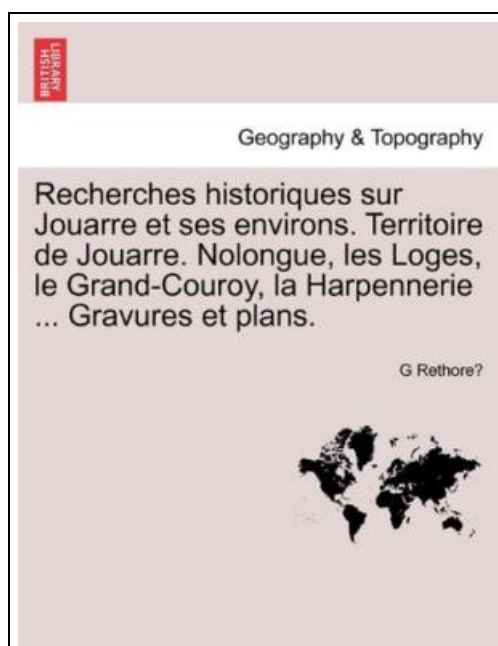 BRITISH
LIBRARY
Geography & Topography
Recherches historiques sur
Jouarre et ses environs. Territoire
de Jouarre. Nolongue, les Loges,
le Grand-Couroy, la Harpennerie
... Gravures et plans.
G Rethore?